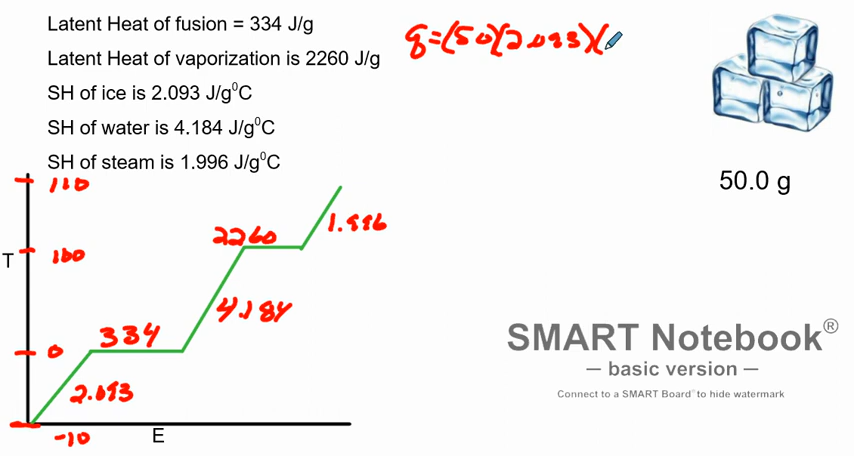 Latent Heat of fusion = 334 J/g
q=(50)(2.093)(
Latent Heat of vaporization is 2260 J/g
SH of ice is 2.093 J/g⁰C
SH of water is 4.184 J/g⁰C
SH of steam is 1.996 J/g⁰C
50.0 g
110
1.996
2260
T
100
4.184
334
0
2.093
-10
E
SMART Notebook®
— basic version —
Connect to a SMART Board™ to hide watermark